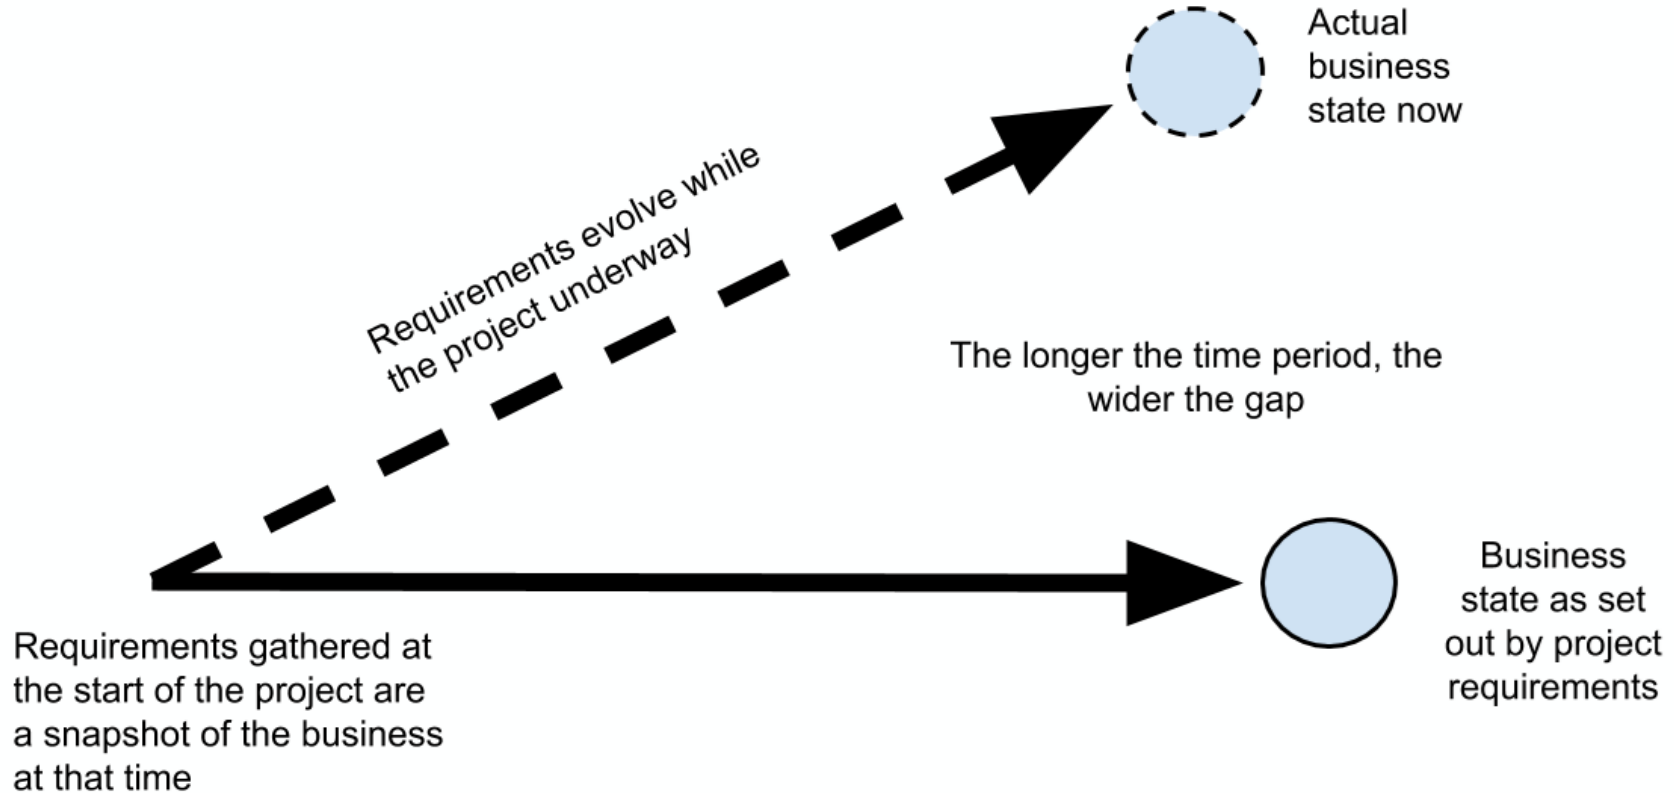 Actual
business
state now
Requirements evolve while
the project underway
The longer the time period, the
wider the gap
Business
state as set
out by project
requirements
Requirements gathered at
the start of the project are
a snapshot of the business
at that time